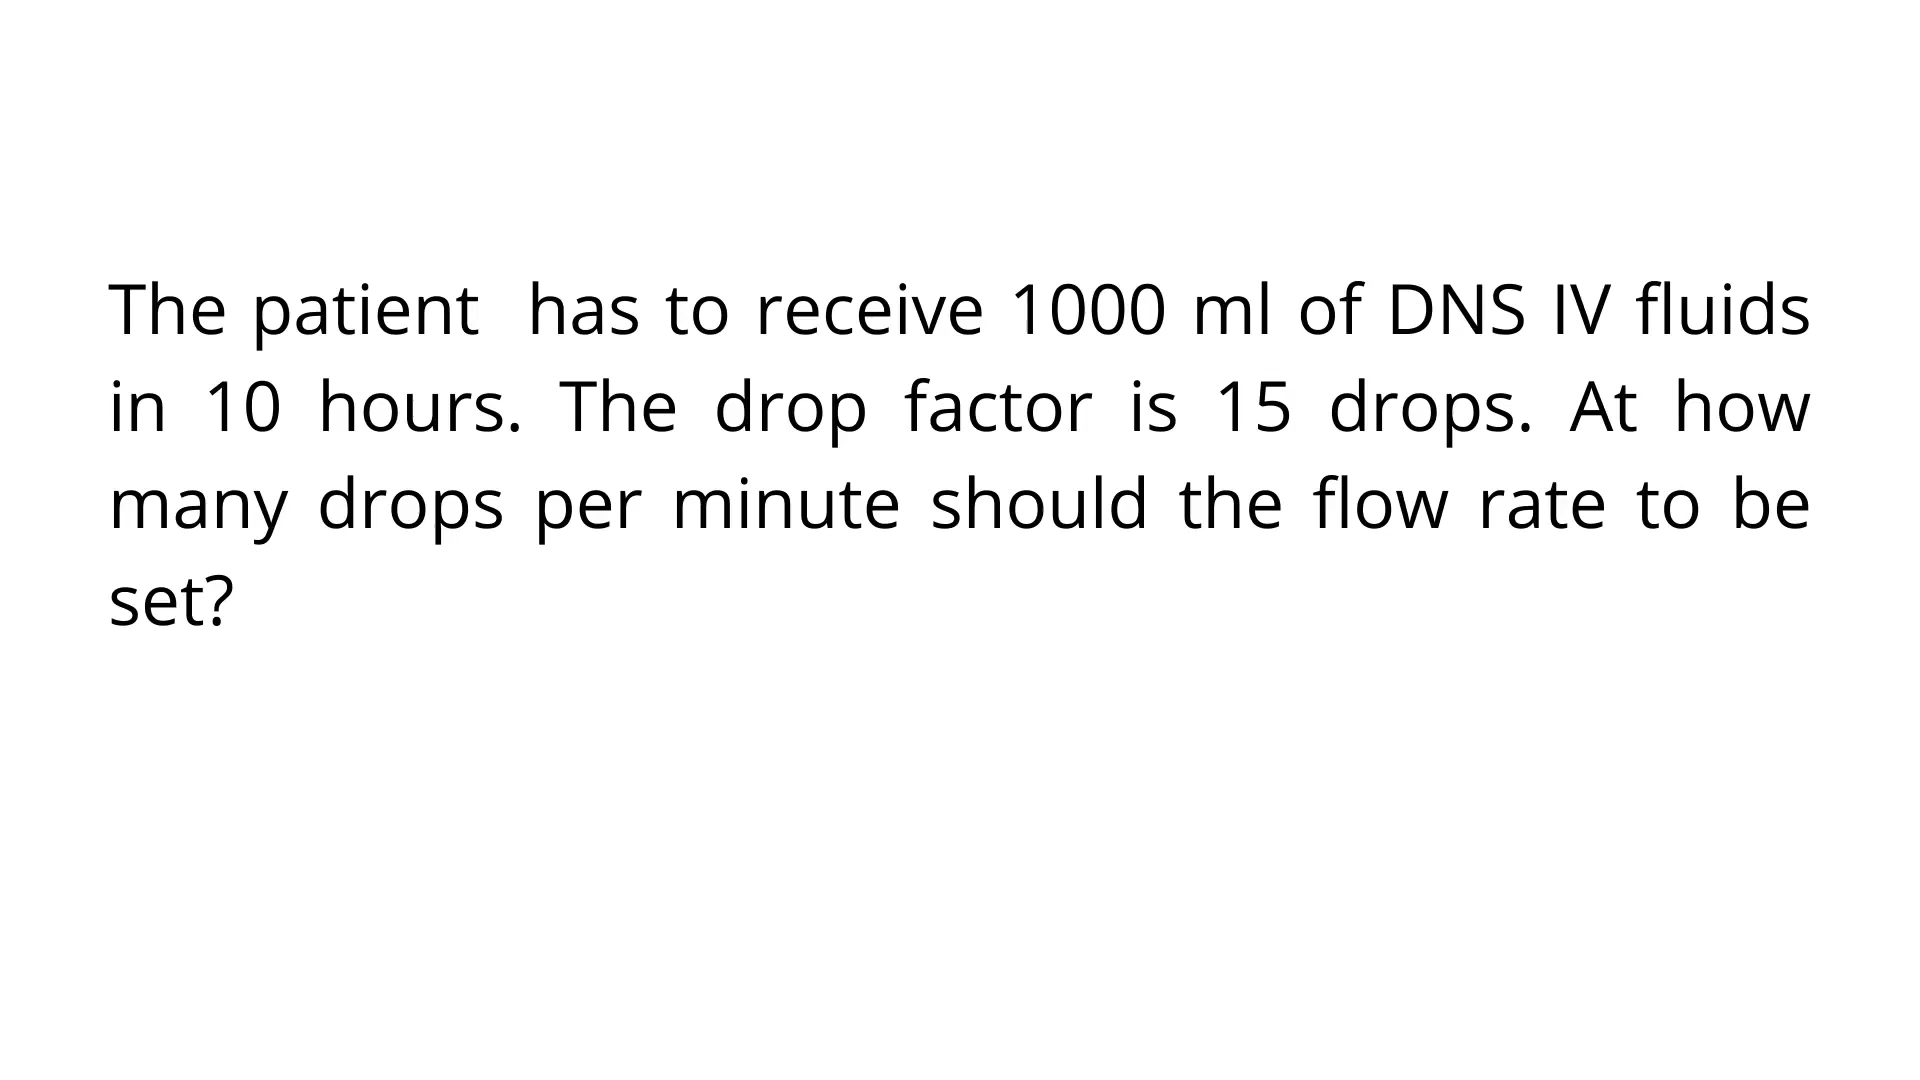 The patient  has to receive 1000 ml of DNS IV fluids
in 10 hours. The drop factor is 15 drops. At how
many drops per minute should the flow rate to be
set?